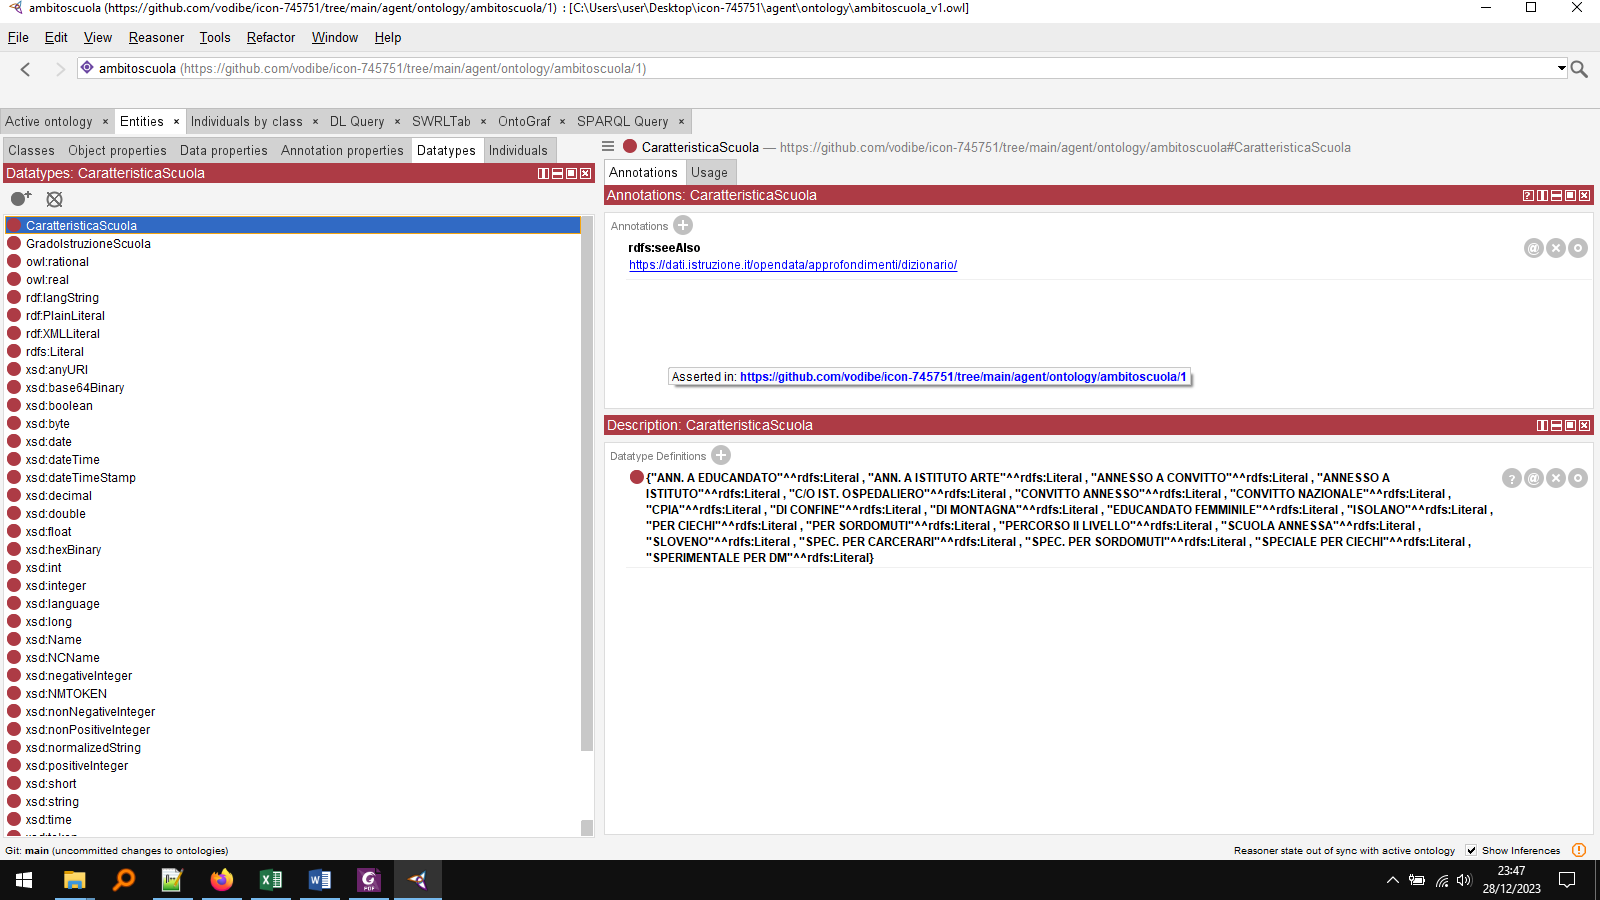 ambitoscuola (https://github.com/vodibe/icon-745751/tree/main/agent/ontology/ambitoscuola/1) : [C:\Users\user\Desktop\icon-745751\agent\ontology\ambitoscuola_v1.owl]
File Edit View Reasoner Tools Refactor Window Help
ambitoscuola (https://github.com/vodibe/icon-745751/tree/main/agent/ontology/ambitoscuola/1)
Active ontology × Entities × Individuals by class × DL Query × SWRLTab × OntoGraf × SPARQL Query ×
Classes Object properties Data properties Annotation properties Datatypes Individuals
Datatypes: CaratteristicaScuola
CaratteristicaScuola
GradoIstruzioneScuola
owl:rational
owl:real
rdf:langString
rdf:PlainLiteral
rdf:XMLLiteral
rdfs:Literal
xsd:anyURI
xsd:base64Binary
xsd:boolean
xsd:byte
xsd:date
xsd:dateTime
xsd:dateTimeStamp
xsd:decimal
xsd:double
xsd:float
xsd:hexBinary
xsd:int
xsd:integer
xsd:language
xsd:long
xsd:Name
xsd:NCName
xsd:negativeInteger
xsd:NMTOKEN
xsd:nonNegativeInteger
xsd:nonPositiveInteger
xsd:normalizedString
xsd:positiveInteger
xsd:short
xsd:string
xsd:time
xsd:token
CaratteristicaScuola — https://github.com/vodibe/icon-745751/tree/main/agent/ontology/ambitoscuola#CaratteristicaScuola
Annotations Usage
Annotations: CaratteristicaScuola
Annotations
rdfs:seeAlso
https://dati.istruzione.it/opendata/approfondimenti/dizionario/
Asserted in: https://github.com/vodibe/icon-745751/tree/main/agent/ontology/ambitoscuola/1
Description: CaratteristicaScuola
Datatype Definitions
{"ANN. A EDUCANDATO"^^rdfs:Literal , "ANN. A ISTITUTO ARTE"^^rdfs:Literal , "ANNESSO A CONVITTO"^^rdfs:Literal , "ANNESSO A
ISTITUTO"^^rdfs:Literal , "C/O IST. OSPEDALIERO"^^rdfs:Literal , "CONVITTO ANNESSO"^^rdfs:Literal , "CONVITTO NAZIONALE"^^rdfs:Literal ,
"CPIA"^^rdfs:Literal , "DI CONFINE"^^rdfs:Literal , "DI MONTAGNA"^^rdfs:Literal , "EDUCANDATO FEMMINILE"^^rdfs:Literal , "ISOLANO"^^rdfs:Literal ,
"PER CIECHI"^^rdfs:Literal , "PER SORDOMUTI"^^rdfs:Literal , "PERCORSO II LIVELLO"^^rdfs:Literal , "SCUOLA ANNESSA"^^rdfs:Literal ,
"SLOVENO"^^rdfs:Literal , "SPEC. PER CARCERARI"^^rdfs:Literal , "SPEC. PER SORDOMUTI"^^rdfs:Literal , "SPECIALE PER CIECHI"^^rdfs:Literal ,
"SPERIMENTALE PER DM"^^rdfs:Literal}
Git: main (uncommitted changes to ontologies)
Reasoner state out of sync with active ontology Show Inferences
23:47
28/12/2023